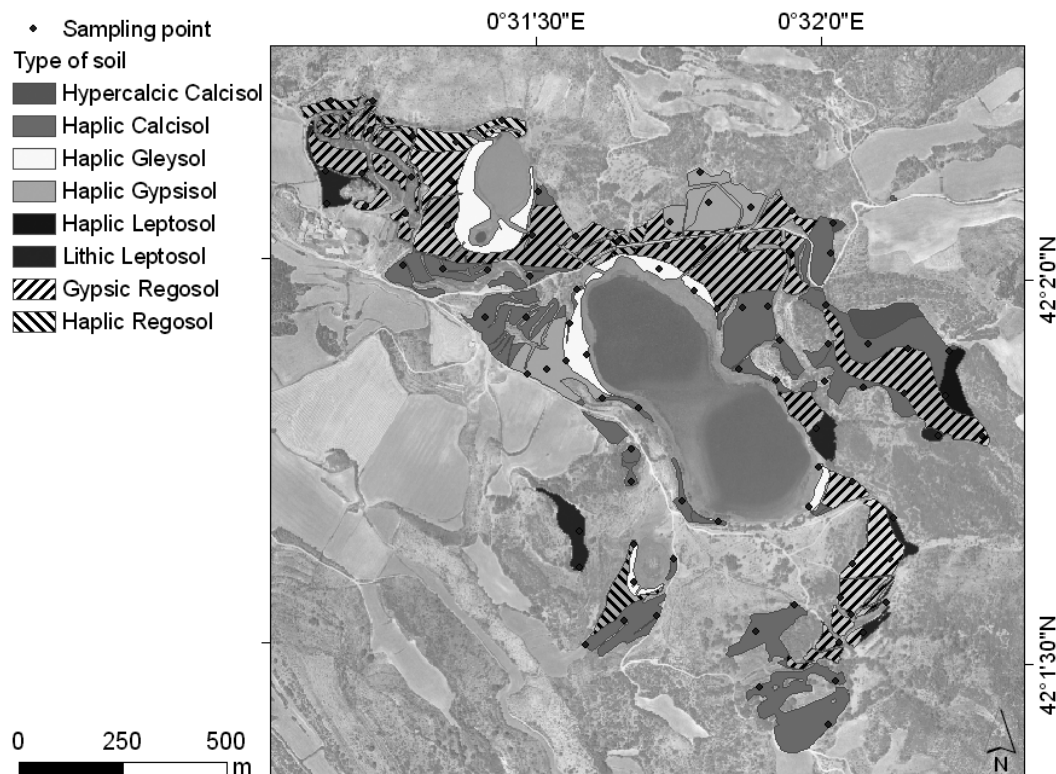 Sampling point
Type of soil
Hypercalcic Calcisol
Haplic Calcisol
Haplic Gleysol
Haplic Gypsisol
Haplic Leptosol
Lithic Leptosol
Gypsic Regosol
Haplic Regosol
0°31'30"E
0°32'0"E
42°2'0"N
42°1'30"N
0 250 500
m
N